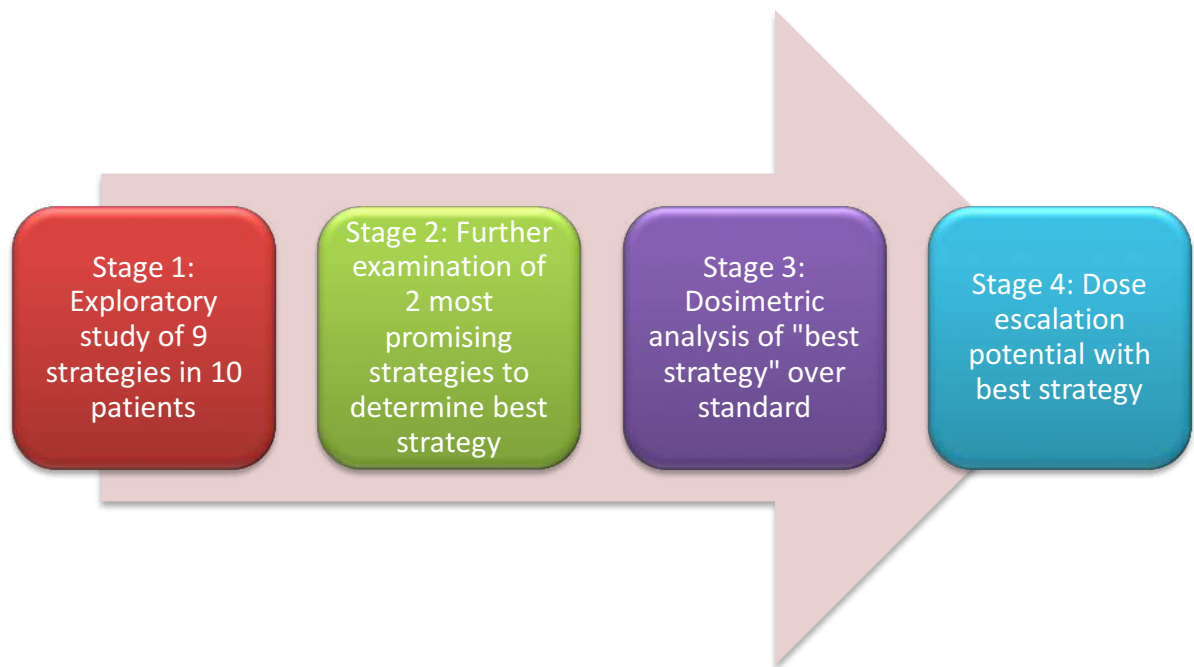 Stage 1:
Exploratory
study of 9
strategies in 10
patients
Stage 2: Further
examination of
2 most
promising
strategies to
determine best
strategy
Stage 3:
Dosimetric
analysis of "best
strategy" over
standard
Stage 4: Dose
escalation
potential with
best strategy